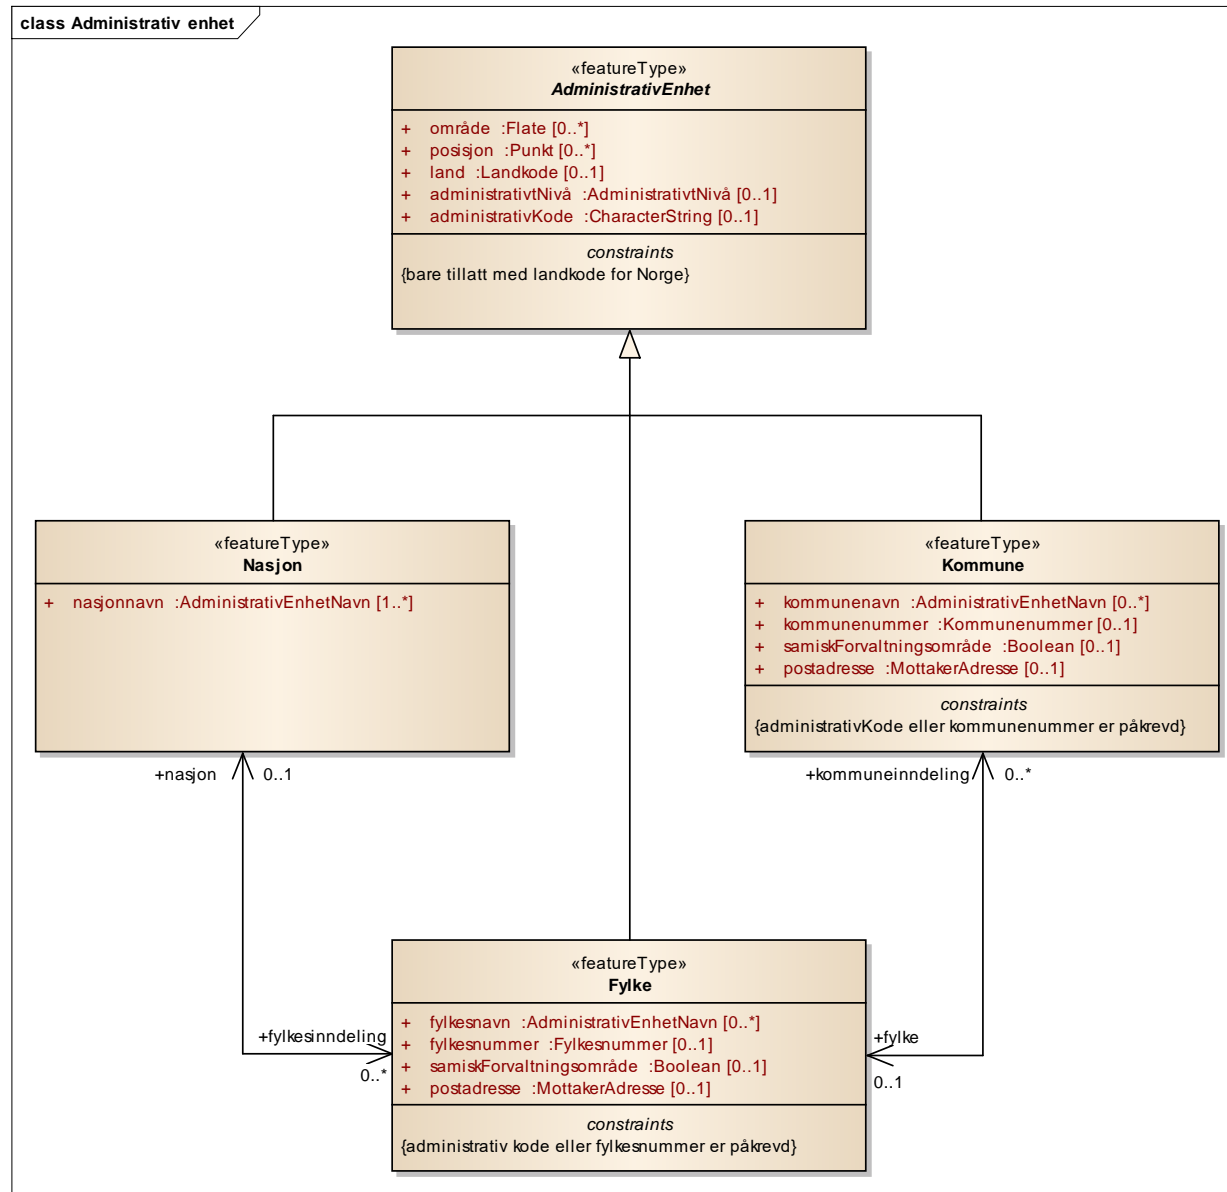 class Administrativ enhet
«featureType»
AdministrativEnhet
+ område :Flate [0..*]
+ posisjon :Punkt [0..*]
+ land :Landkode [0..1]
+ administrativtNivå :AdministrativtNivå [0..1]
+ administrativKode :CharacterString [0..1]
constraints
{bare tillatt med landkode for Norge}
«featureType»
Nasjon
+ nasjonnavn :AdministrativEnhetNavn [1..*]
«featureType»
Kommune
+ kommunenavn :AdministrativEnhetNavn [0..*]
+ kommunenummer :Kommunenummer [0..1]
+ samiskForvaltningsområde :Boolean [0..1]
+ postadresse :MottakerAdresse [0..1]
constraints
{administrativKode eller kommunenummer er påkrevd}
+nasjon 0..1
+kommuneinndeling 0..*
+fylkesinndeling
0..*
+fylke
0..1
«featureType»
Fylke
+ fylkesnavn :AdministrativEnhetNavn [0..*]
+ fylkesnummer :Fylkesnummer [0..1]
+ samiskForvaltningsområde :Boolean [0..1]
+ postadresse :MottakerAdresse [0..1]
constraints
{administrativ kode eller fylkesnummer er påkrevd}